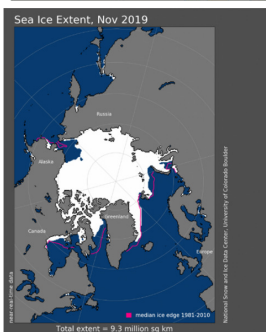 Sea Ice Extent, Nov 2019
Russia
Alaska
Canada
Greenland
Europe
median ice edge 1981-2010
near-real-time data
National Snow and Ice Data Center, University of Colorado Boulder
Total extent = 9.3 million sq km